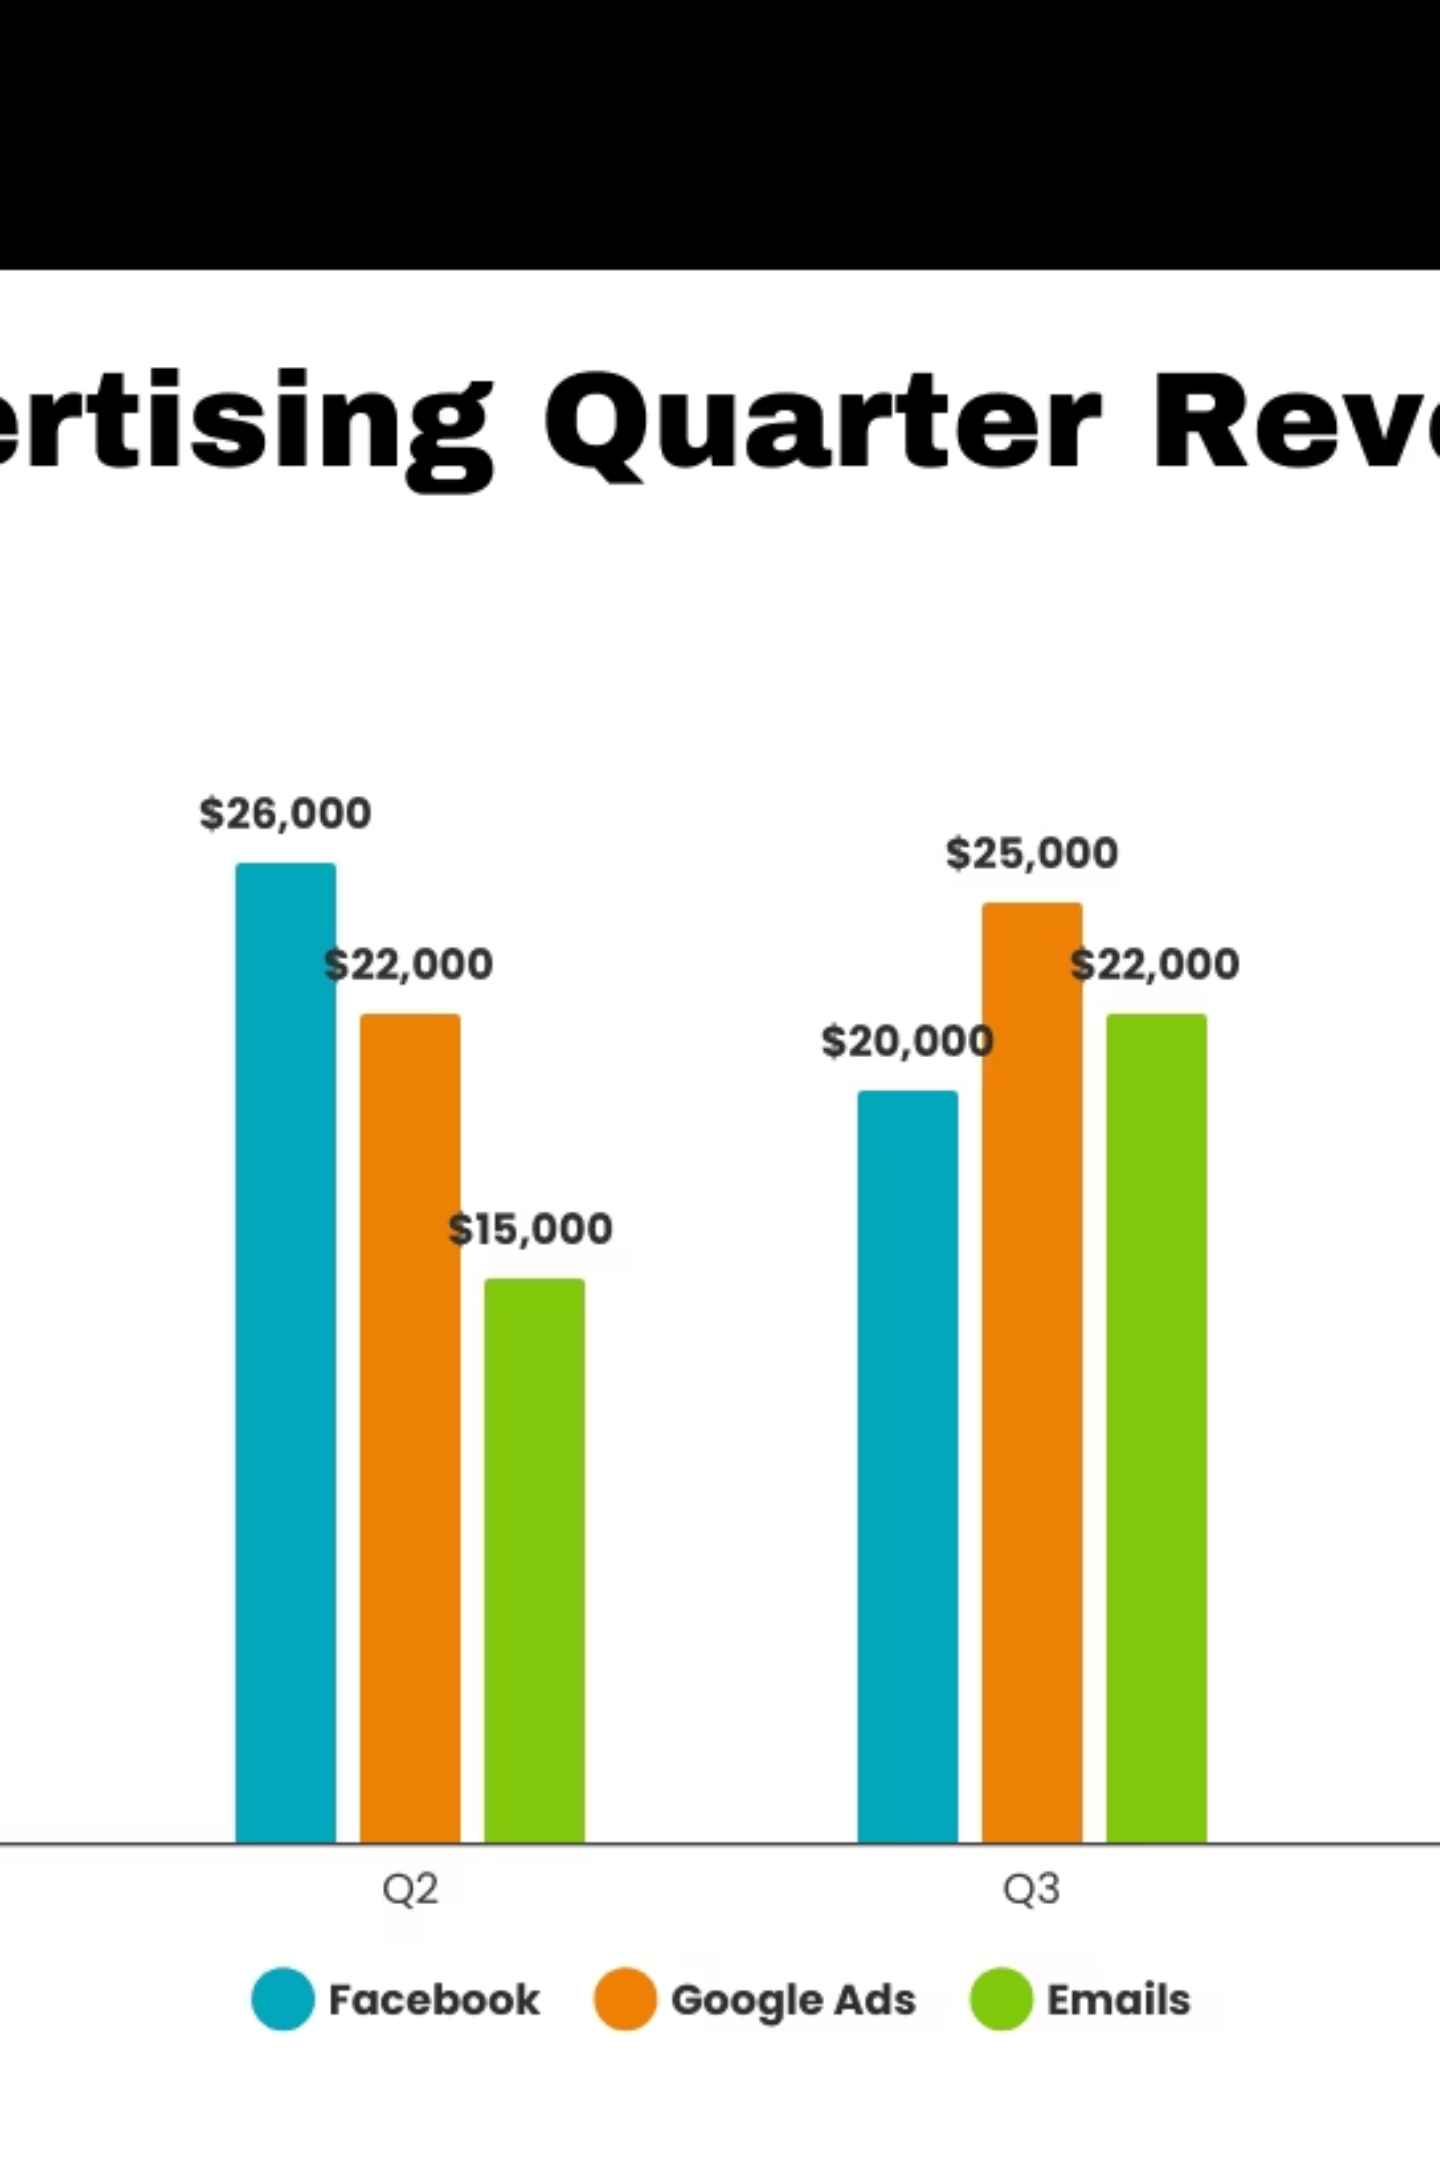 ertising Quarter Rev
$26,000
$25,000
$22,000
$22,000
$20,000
$15,000
Q2
Q3
Facebook
Google Ads
Emails